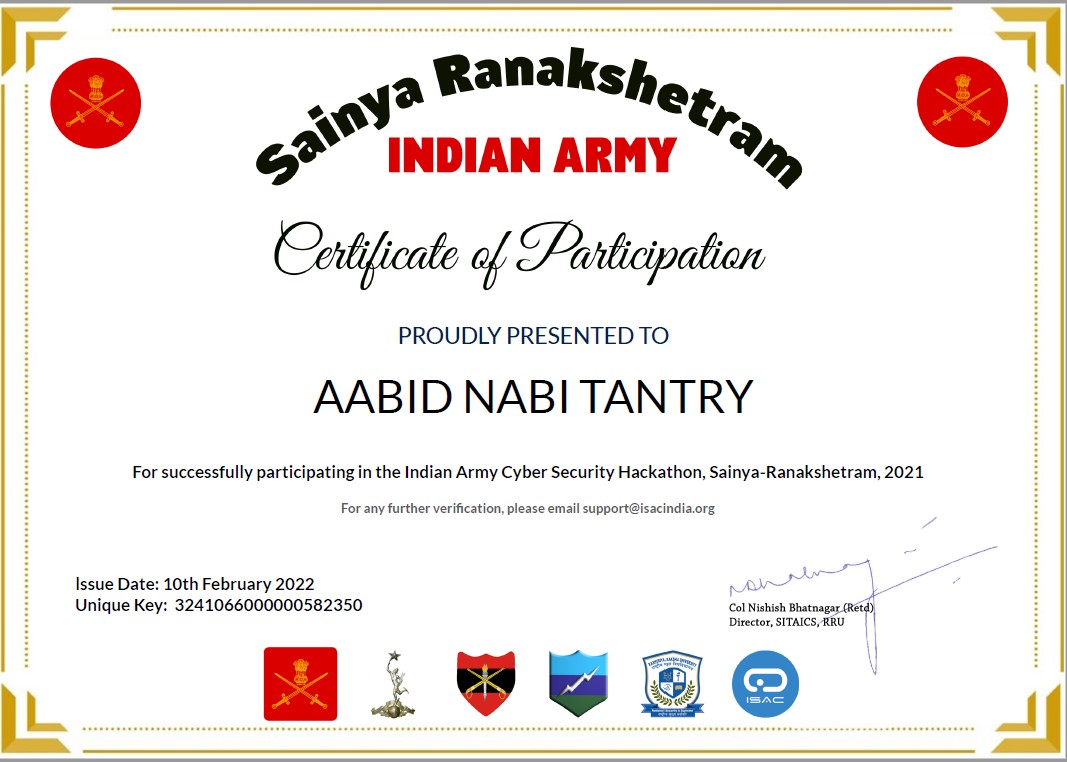 Sainya Ranakshetram
INDIAN ARMY
Certificate of Participation
PROUDLY PRESENTED TO
AABID NABI TANTRY
For successfully participating in the Indian Army Cyber Security Hackathon, Sainya-Ranakshetram, 2021
For any further verification, please email support@isacindia.org
Issue Date: 10th February 2022
Unique Key: 3241066000000582350
Col Nishish Bhatnagar (Retd)
Director, SITAICS, RRU
ISAC